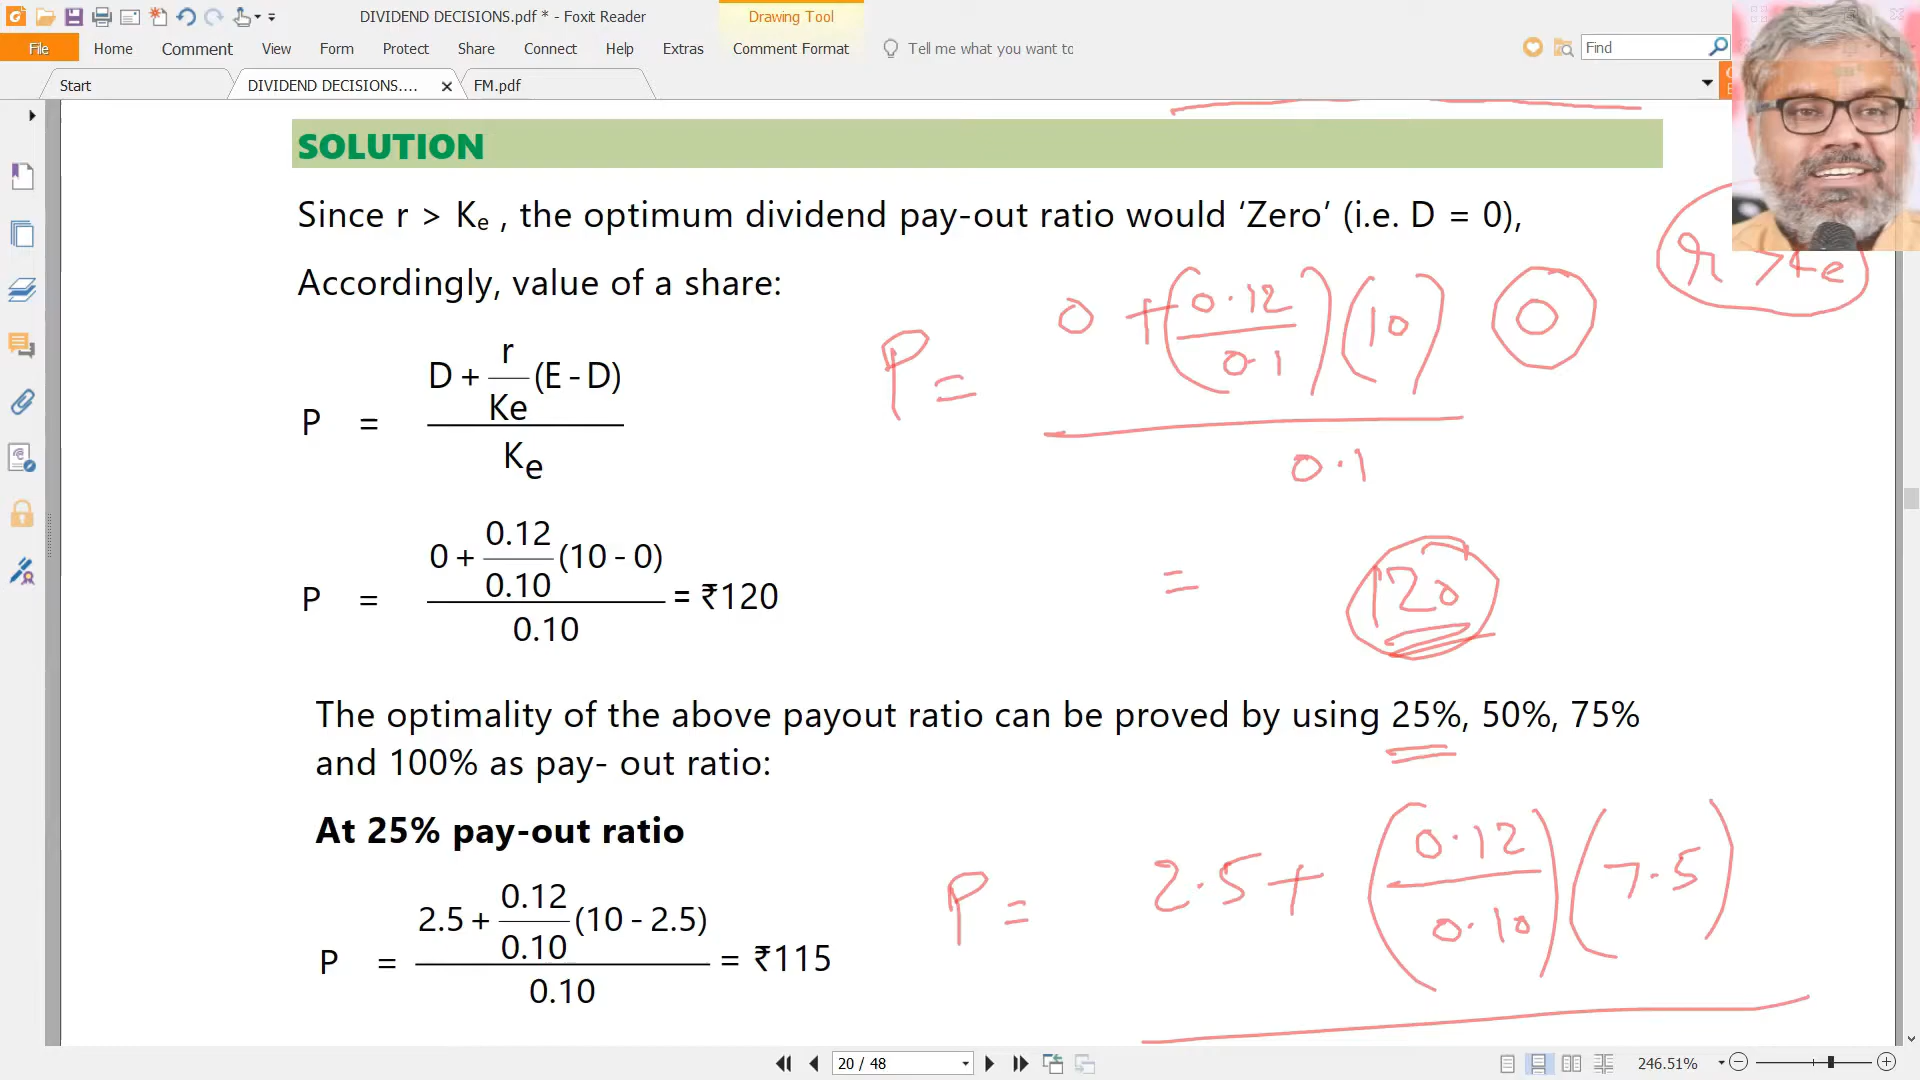 DIVIDEND DECISIONS.pdf * - Foxit Reader
Drawing Tool
File Home Comment View Form Protect Share Connect Help Extras Comment Format Tell me what you want to Find
Start DIVIDEND DECISIONS.... FM.pdf
SOLUTION
Since r > Ke , the optimum dividend pay-out ratio would ‘Zero’ (i.e. D = 0),
r > Ke
Accordingly, value of a share:
P = D + r/Ke (E - D) / Ke
P = 0 + (0.12/0.1) (10) / 0.1
0
P = 0 + 0.12/0.10 (10 - 0) / 0.10 = ₹120
= 120
The optimality of the above payout ratio can be proved by using 25%, 50%, 75%
and 100% as pay- out ratio:
At 25% pay-out ratio
P = 2.5 + 0.12/0.10 (10 - 2.5) / 0.10 = ₹115
P = 2.5 + (0.12/0.10) (7.5)
20 / 48
246.51%